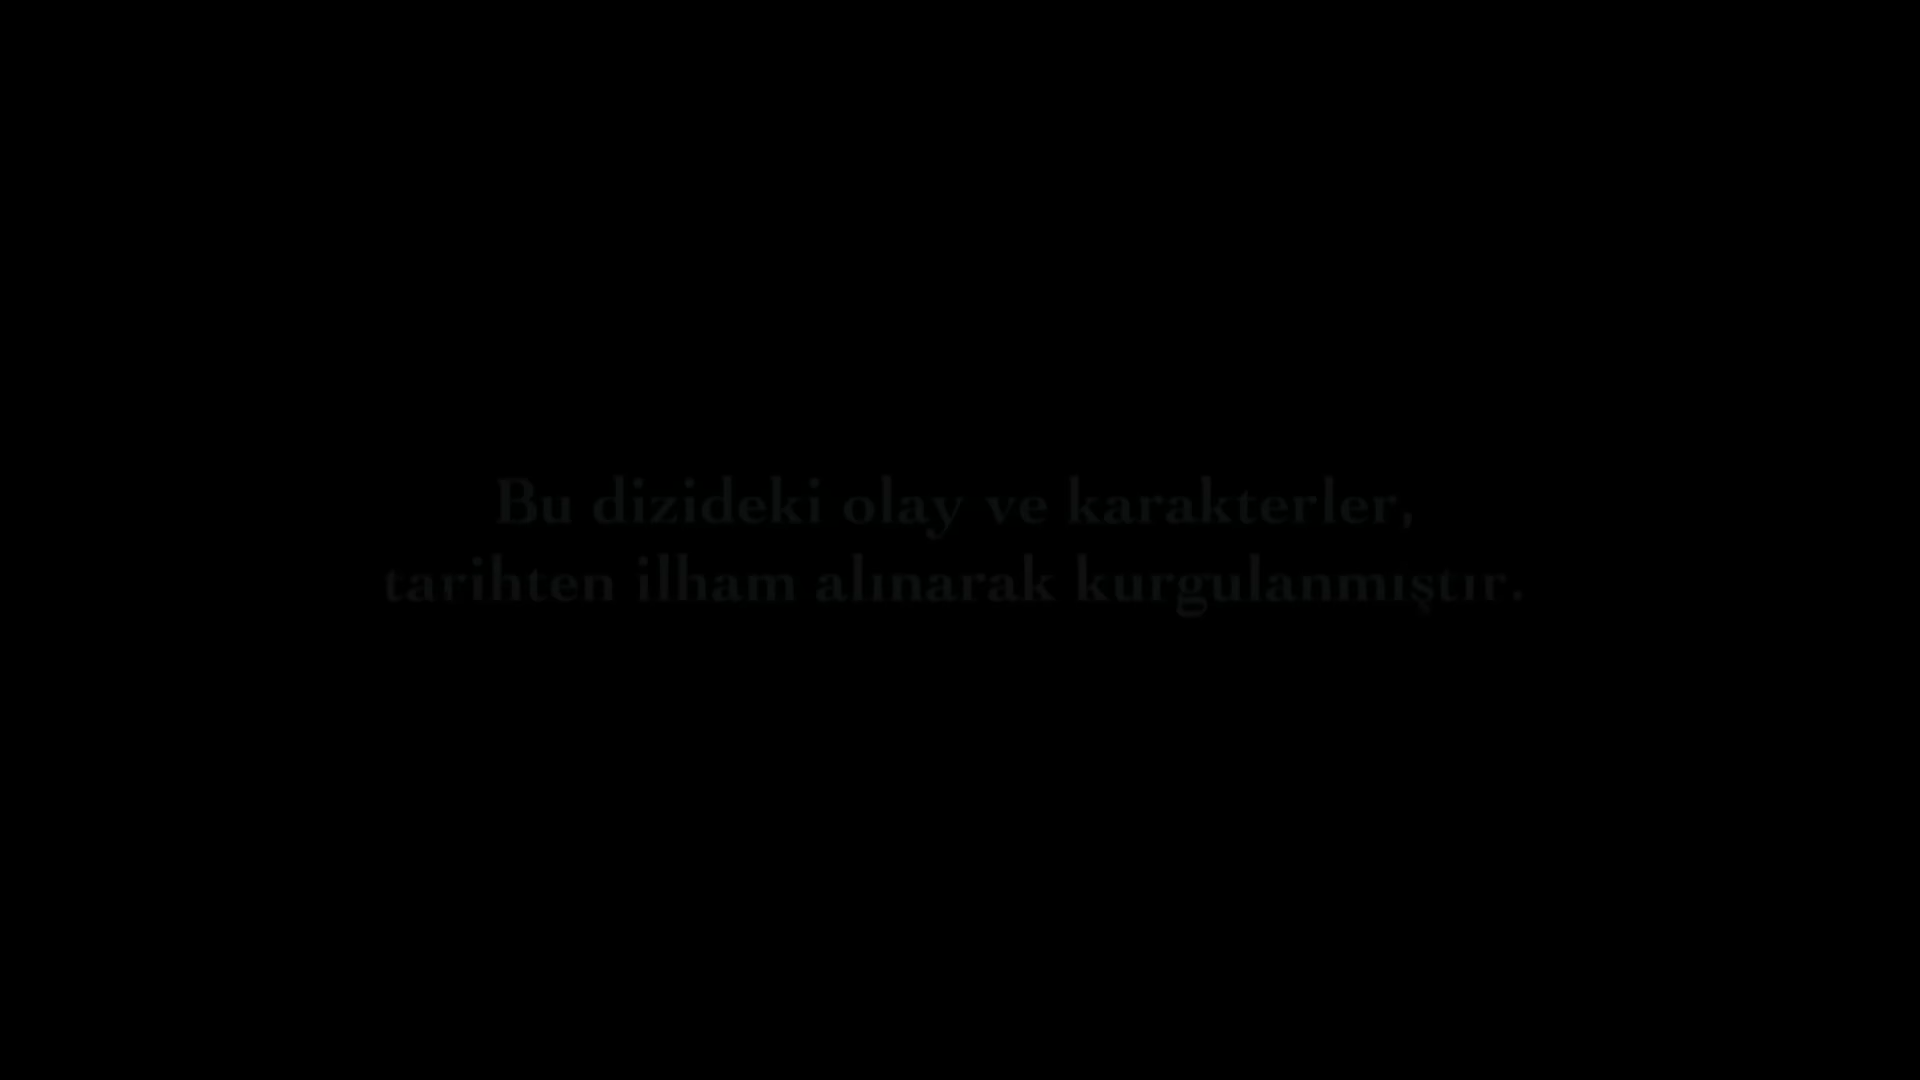 Bu dizideki olay ve karakterler,
tarihten ilham alınarak kurgulanmıştır.